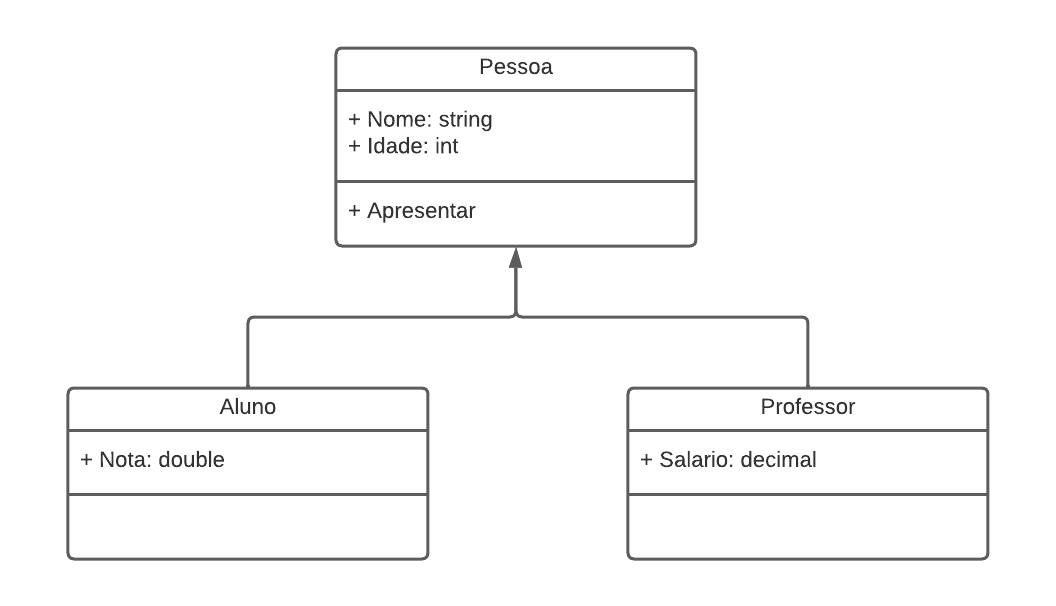 Pessoa
+ Nome: string
+ Idade: int
+ Apresentar
Aluno
+ Nota: double
Professor
+ Salario: decimal